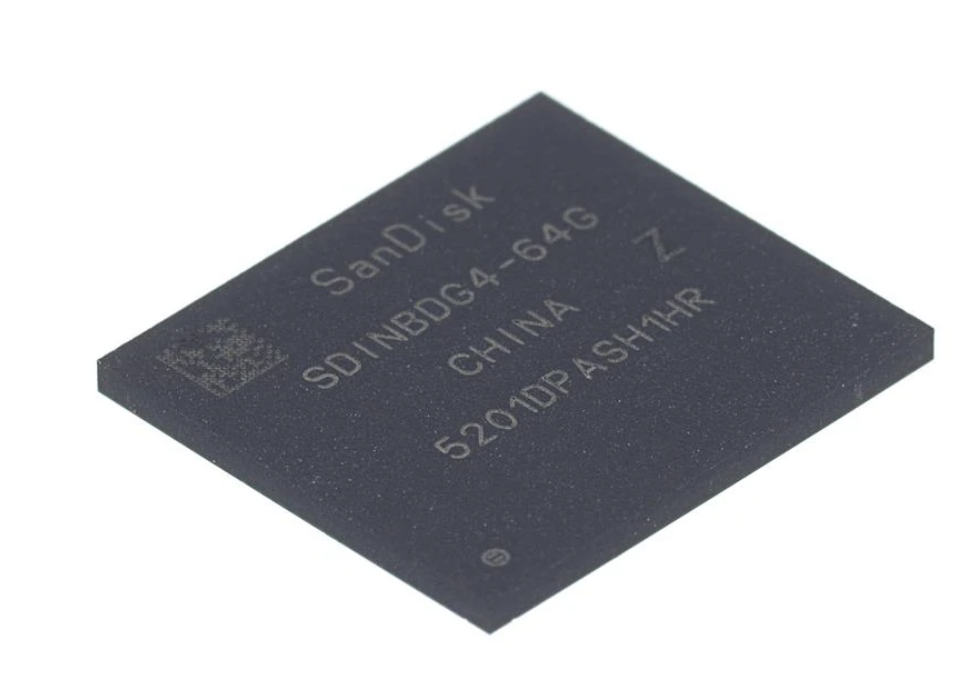 SanDisk
SDINBDG4-64G
CHINA Z
5201DPASH1HR